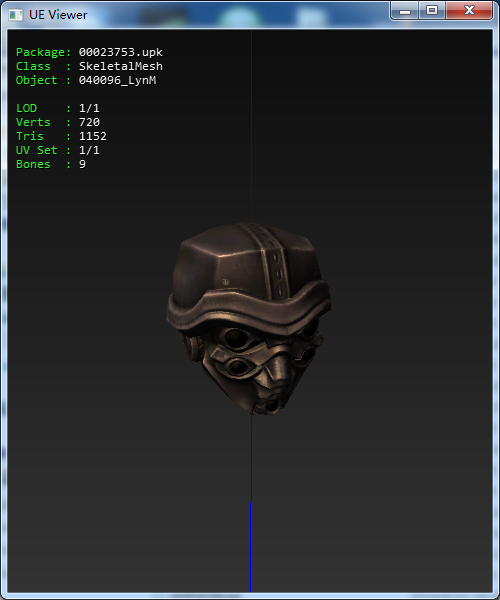 UE Viewer
Package: 00023753.upk
Class : SkeletalMesh
Object : 040096_LynM
LOD : 1/1
Verts : 720
Tris : 1152
UV Set : 1/1
Bones : 9